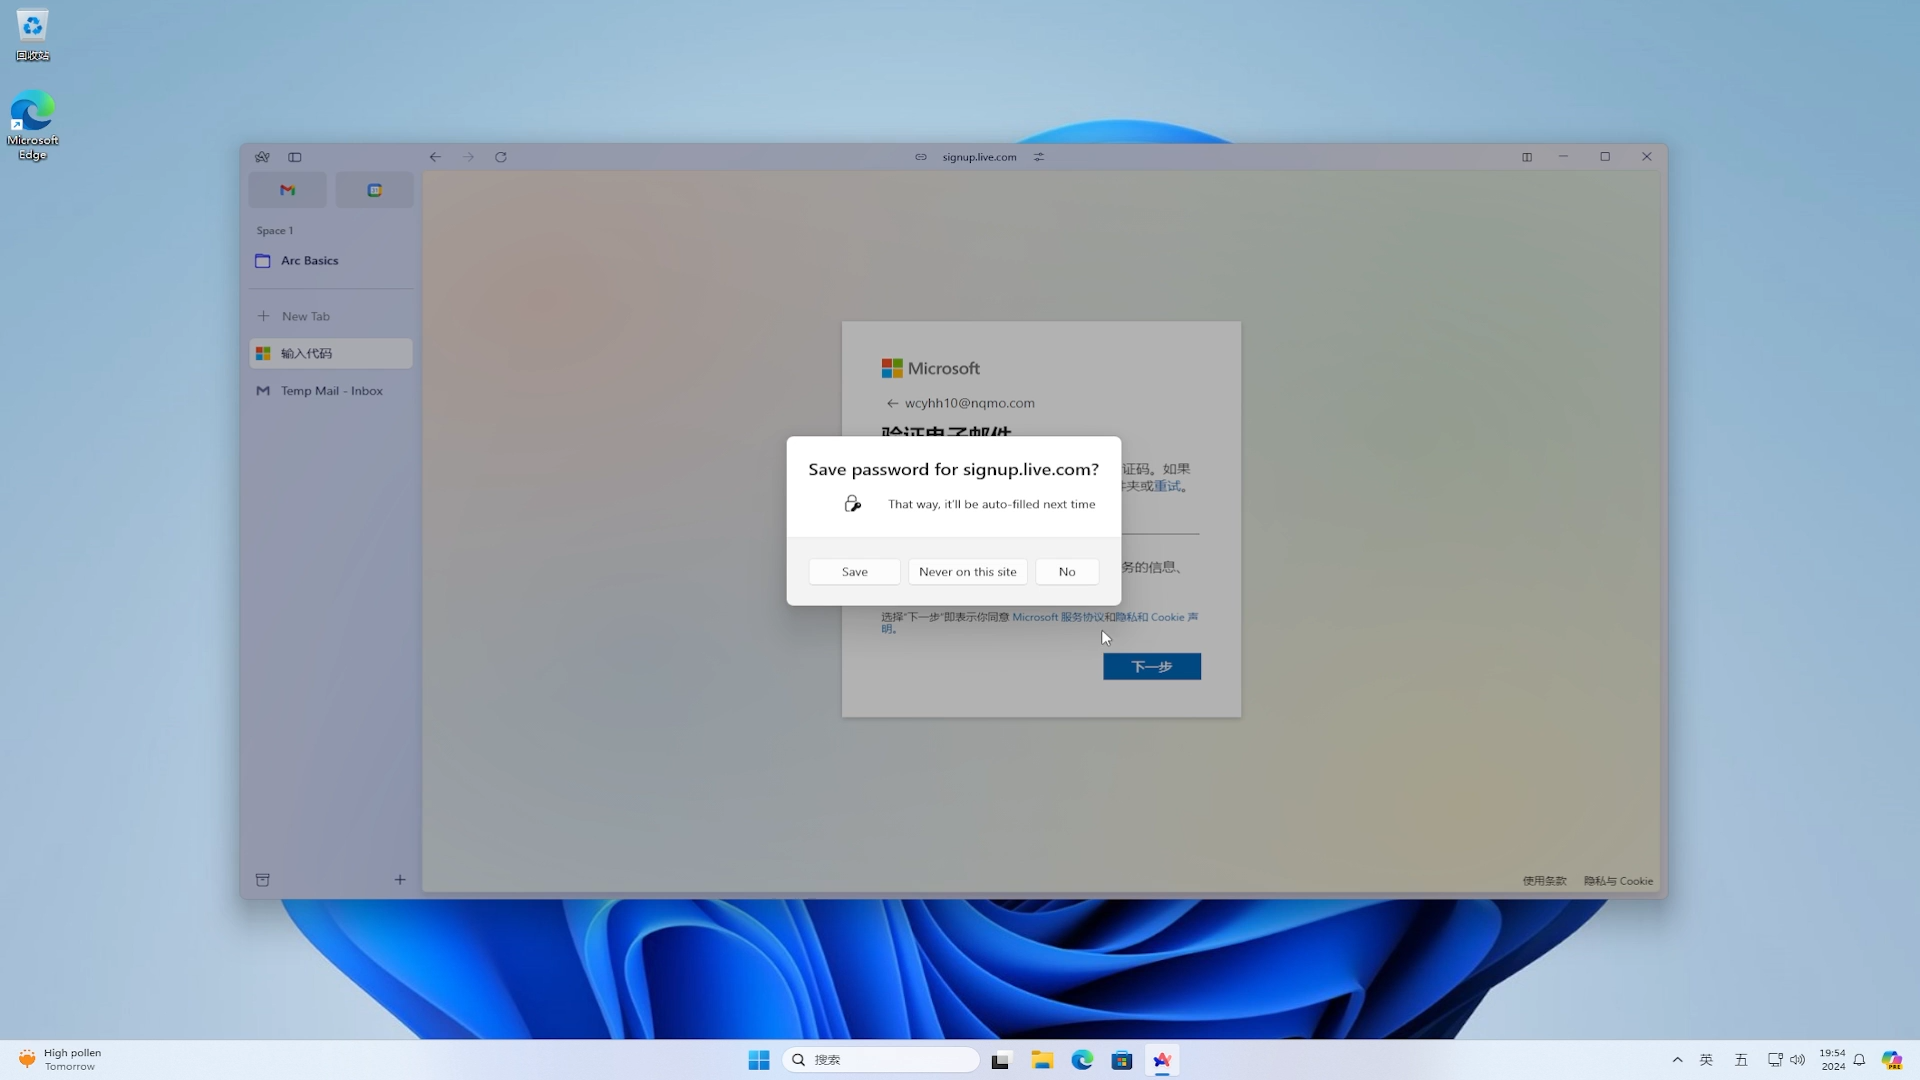 回收站
Microsoft
Edge
signup.live.com
Space 1
Arc Basics
New Tab
输入代码
Temp Mail - Inbox
Microsoft
wcyhh10@nqmo.com
验证电子邮件
证码。如果
件夹或重试。
Save password for signup.live.com?
That way, it'll be auto-filled next time
Save
Never on this site
No
务的信息、
选择"下一步"即表示你同意 Microsoft 服务协议和隐私和 Cookie 声
明。
下一步
使用条款
隐私与 Cookie
High pollen
Tomorrow
搜索
英
五
19:54
2024
PRE